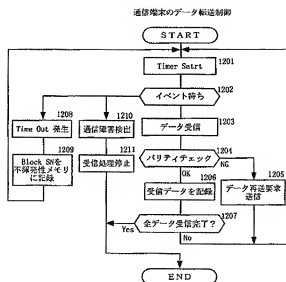 通信端末のデータ転送制御
START
1201
Timer Satrt
1202
イベント待ち
1208
Time Out 発生
1210
通信障害検出
1203
データ受信
1209
Block SNを
不揮発性メモリ
に記録
1211
受信処理停止
1204
パリティチェック
NG
OK
1205
データ再送要求
送信
1206
受信データを記録
1207
全データ受信完了?
Yes
No
END